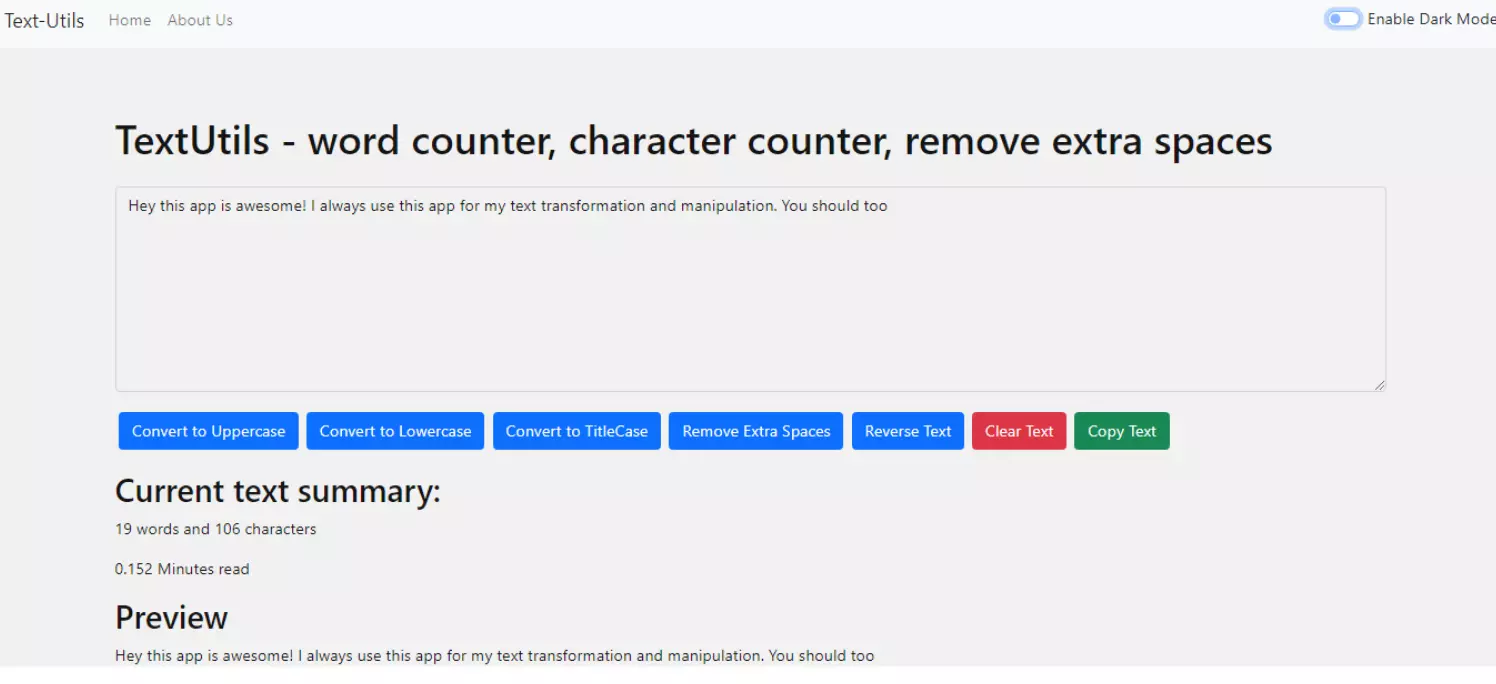 Text-Utils Home About Us Enable Dark Mode
TextUtils - word counter, character counter, remove extra spaces
Hey this app is awesome! I always use this app for my text transformation and manipulation. You should too
Convert to Uppercase Convert to Lowercase Convert to TitleCase Remove Extra Spaces Reverse Text Clear Text Copy Text
Current text summary:
19 words and 106 characters
0.152 Minutes read
Preview
Hey this app is awesome! I always use this app for my text transformation and manipulation. You should too